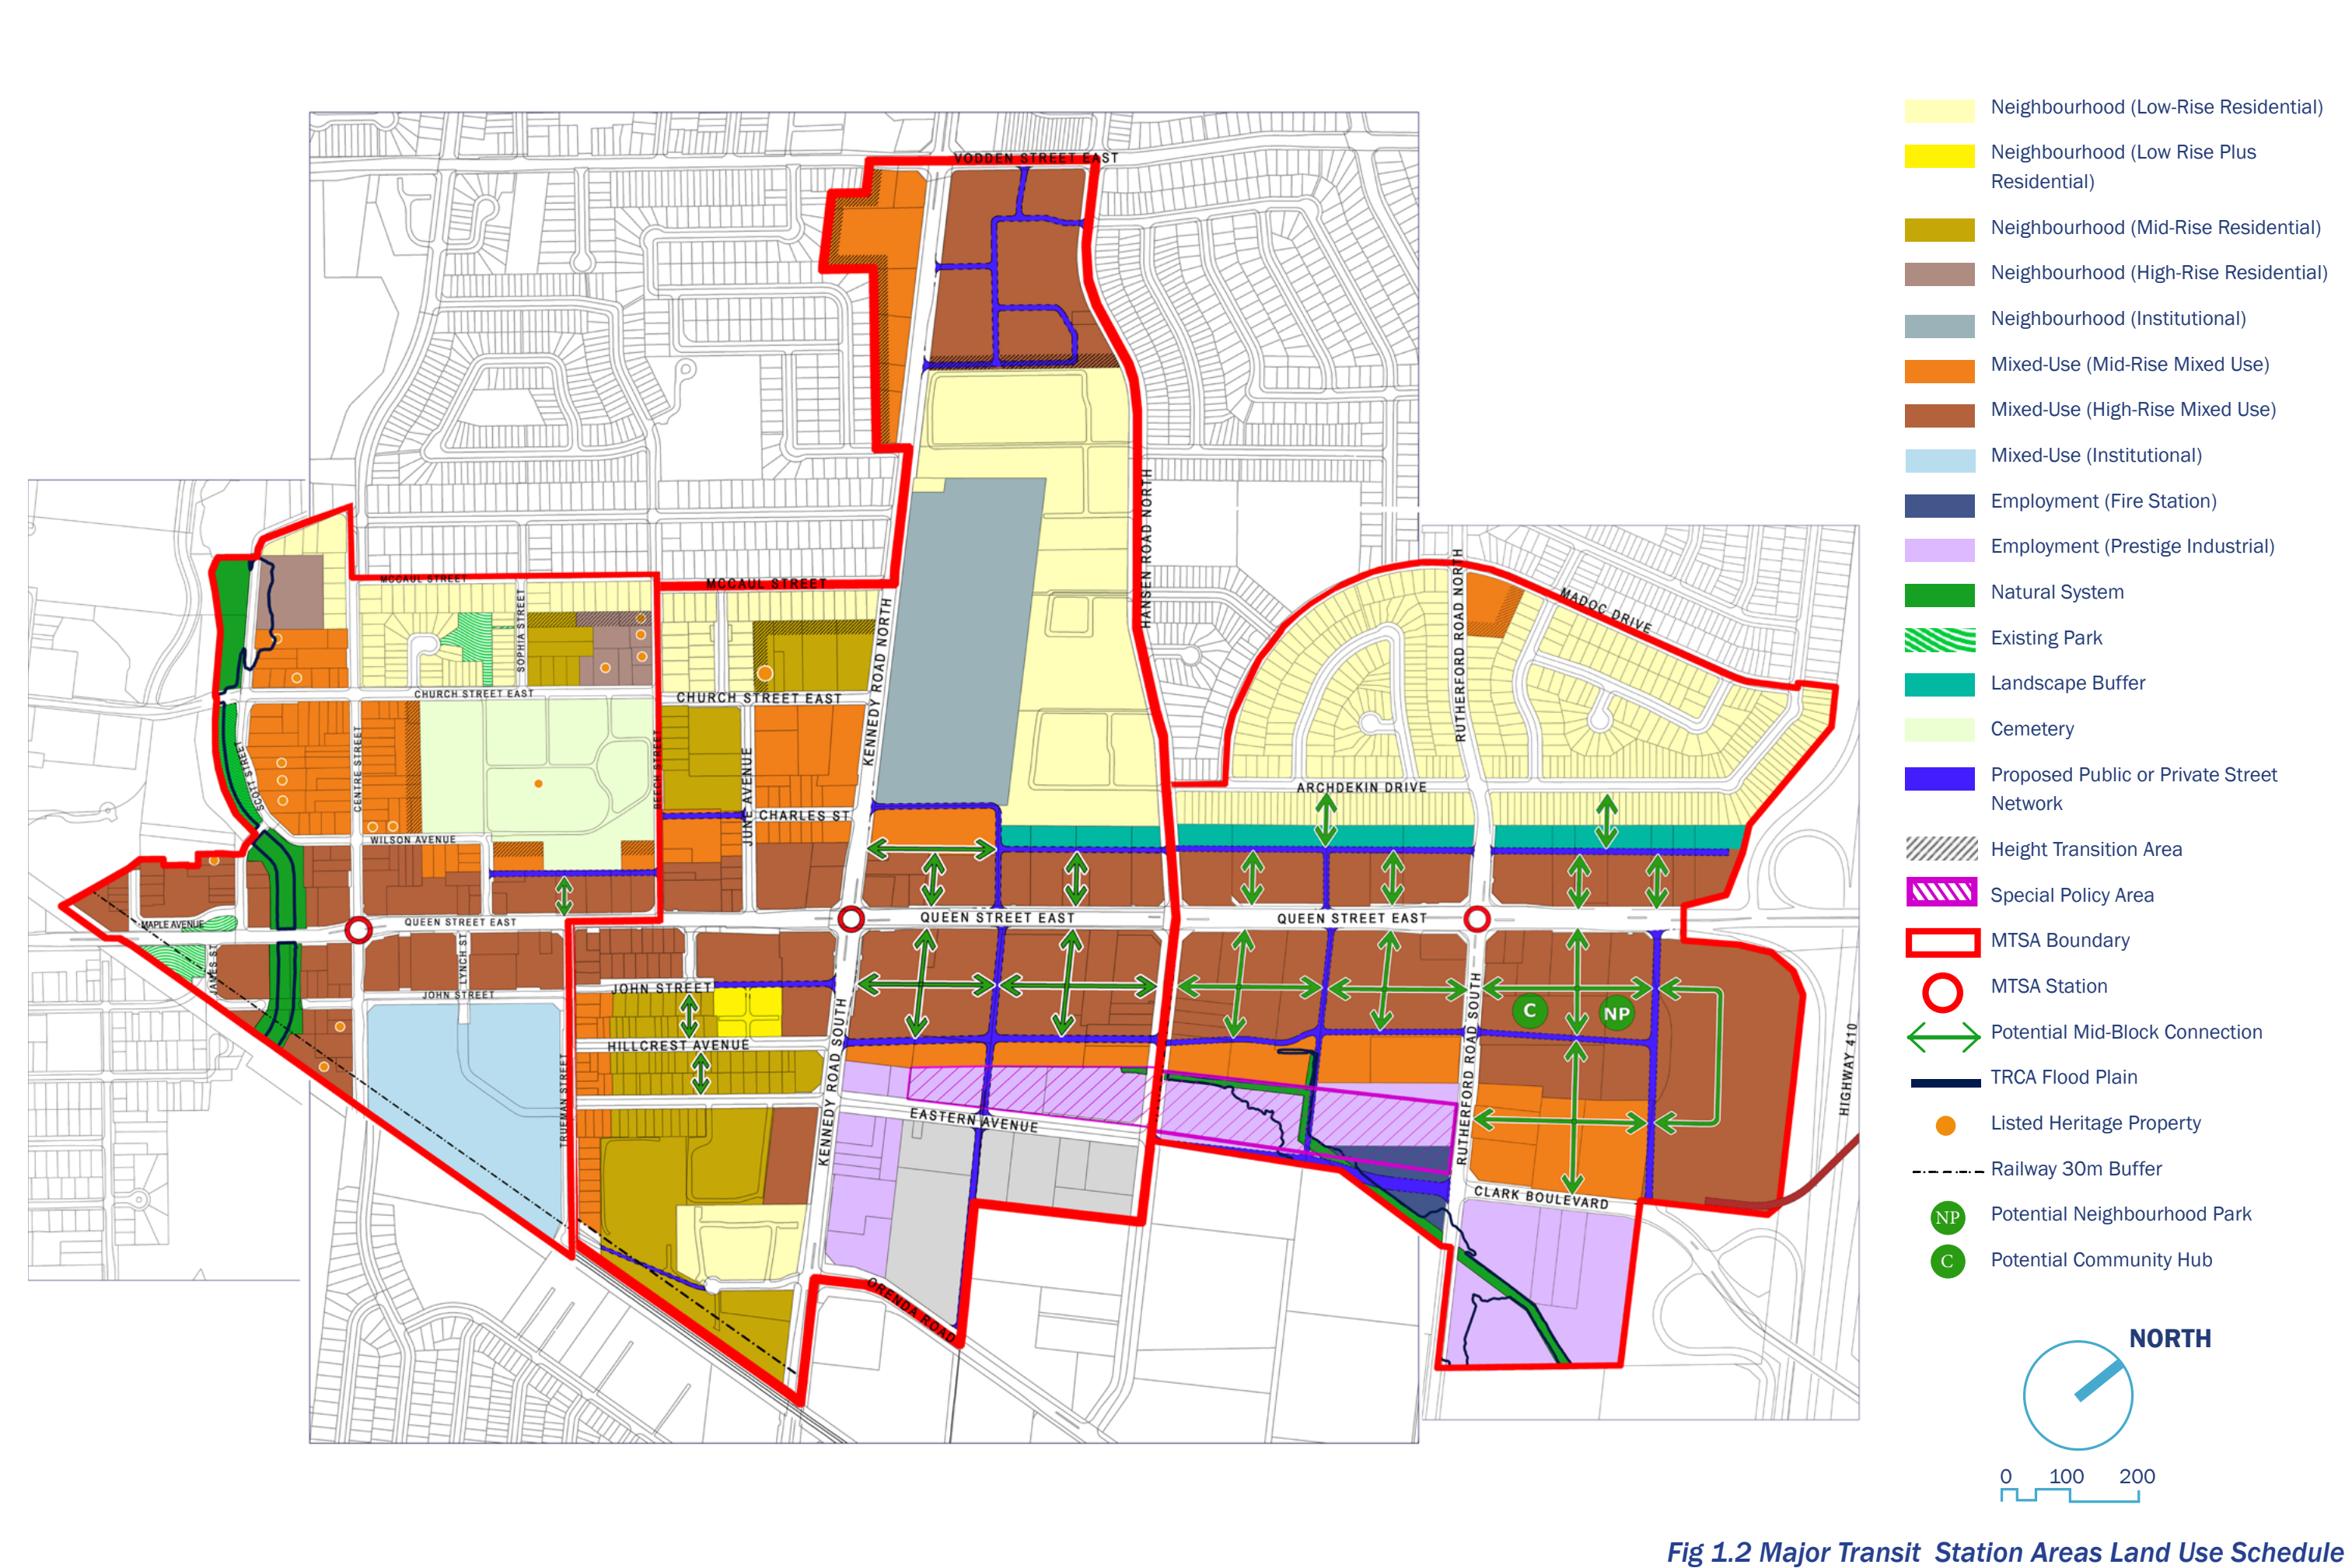 VODDEN STREET EAST
HANSEN ROAD NORTH
MCCAUL STREET
MCCAUL STREET
SOPHIA STREET
KENNEDY ROAD NORTH
RUTHERFORD ROAD NORTH
MADOC DRIVE
CHURCH STREET EAST
CHURCH STREET EAST
SCOTT STREET
CENTRE STREET
BEECH STREET
JUNE AVENUE
ARCHDEKIN DRIVE
CHARLES ST
WILSON AVENUE
MAPLE AVENUE
QUEEN STREET EAST
QUEEN STREET EAST
QUEEN STREET EAST
JAMES ST
LYNCH ST
JOHN STREET
JOHN STREET
HILLCREST AVENUE
TRUEMAN STREET
KENNEDY ROAD SOUTH
RUTHERFORD ROAD SOUTH
C
NP
HIGHWAY 410
EASTERN AVENUE
CLARK BOULEVARD
ORENDA ROAD
Neighbourhood (Low-Rise Residential)
Neighbourhood (Low Rise Plus
Residential)
Neighbourhood (Mid-Rise Residential)
Neighbourhood (High-Rise Residential)
Neighbourhood (Institutional)
Mixed-Use (Mid-Rise Mixed Use)
Mixed-Use (High-Rise Mixed Use)
Mixed-Use (Institutional)
Employment (Fire Station)
Employment (Prestige Industrial)
Natural System
Existing Park
Landscape Buffer
Cemetery
Proposed Public or Private Street
Network
Height Transition Area
Special Policy Area
MTSA Boundary
MTSA Station
Potential Mid-Block Connection
TRCA Flood Plain
Listed Heritage Property
Railway 30m Buffer
NP Potential Neighbourhood Park
C Potential Community Hub
NORTH
0 100 200
Fig 1.2 Major Transit Station Areas Land Use Schedule